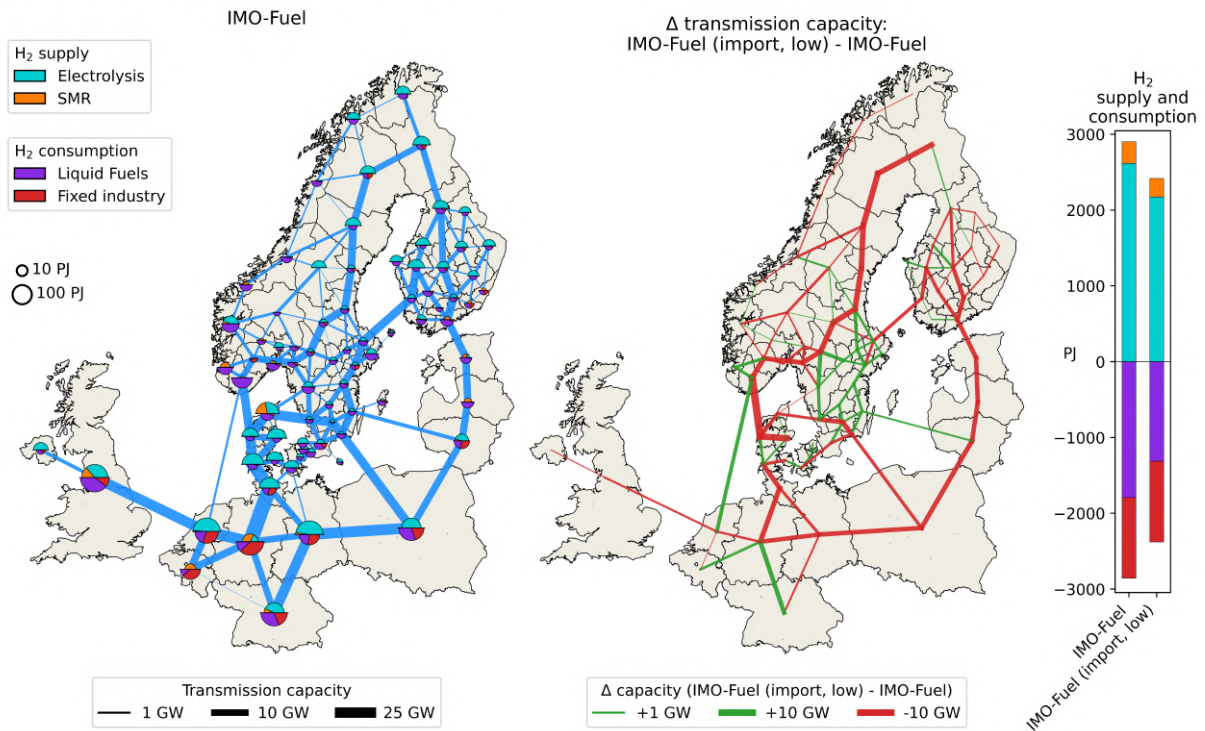 IMO-Fuel
H₂ supply
Electrolysis
SMR
H₂ consumption
Liquid Fuels
Fixed industry
10 PJ
100 PJ
Transmission capacity
1 GW
10 GW
25 GW
Δ transmission capacity:
IMO-Fuel (import, low) - IMO-Fuel
Δ capacity (IMO-Fuel (import, low) - IMO-Fuel)
+1 GW
+10 GW
-10 GW
H₂
supply and
consumption
3000
2000
1000
PJ
0
−1000
−2000
−3000
IMO-Fuel
IMO-Fuel (import, low)